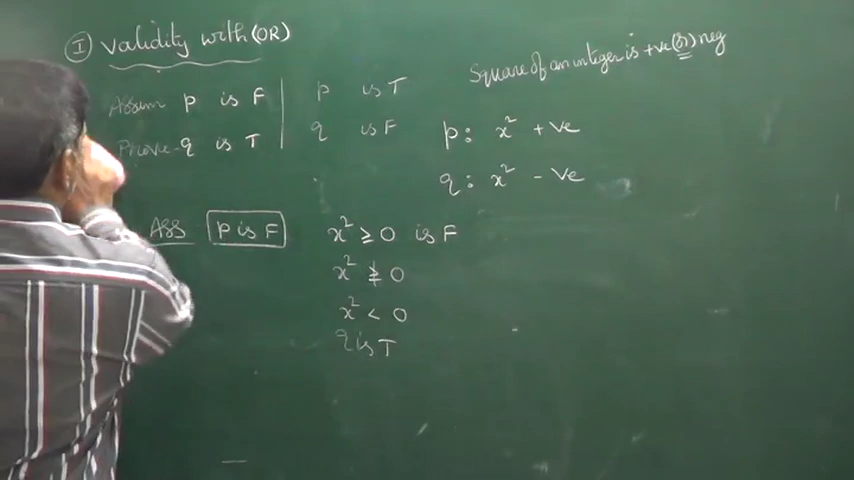 I Validity with (OR)
Square of an integer is +ve (or) neg
Assum p is F
p is T
Prove q is T
q is F
p: x² +ve
q: x² -ve
Ass p is F
x² ≥ 0 is F
x² ≱ 0
x² < 0
q is T